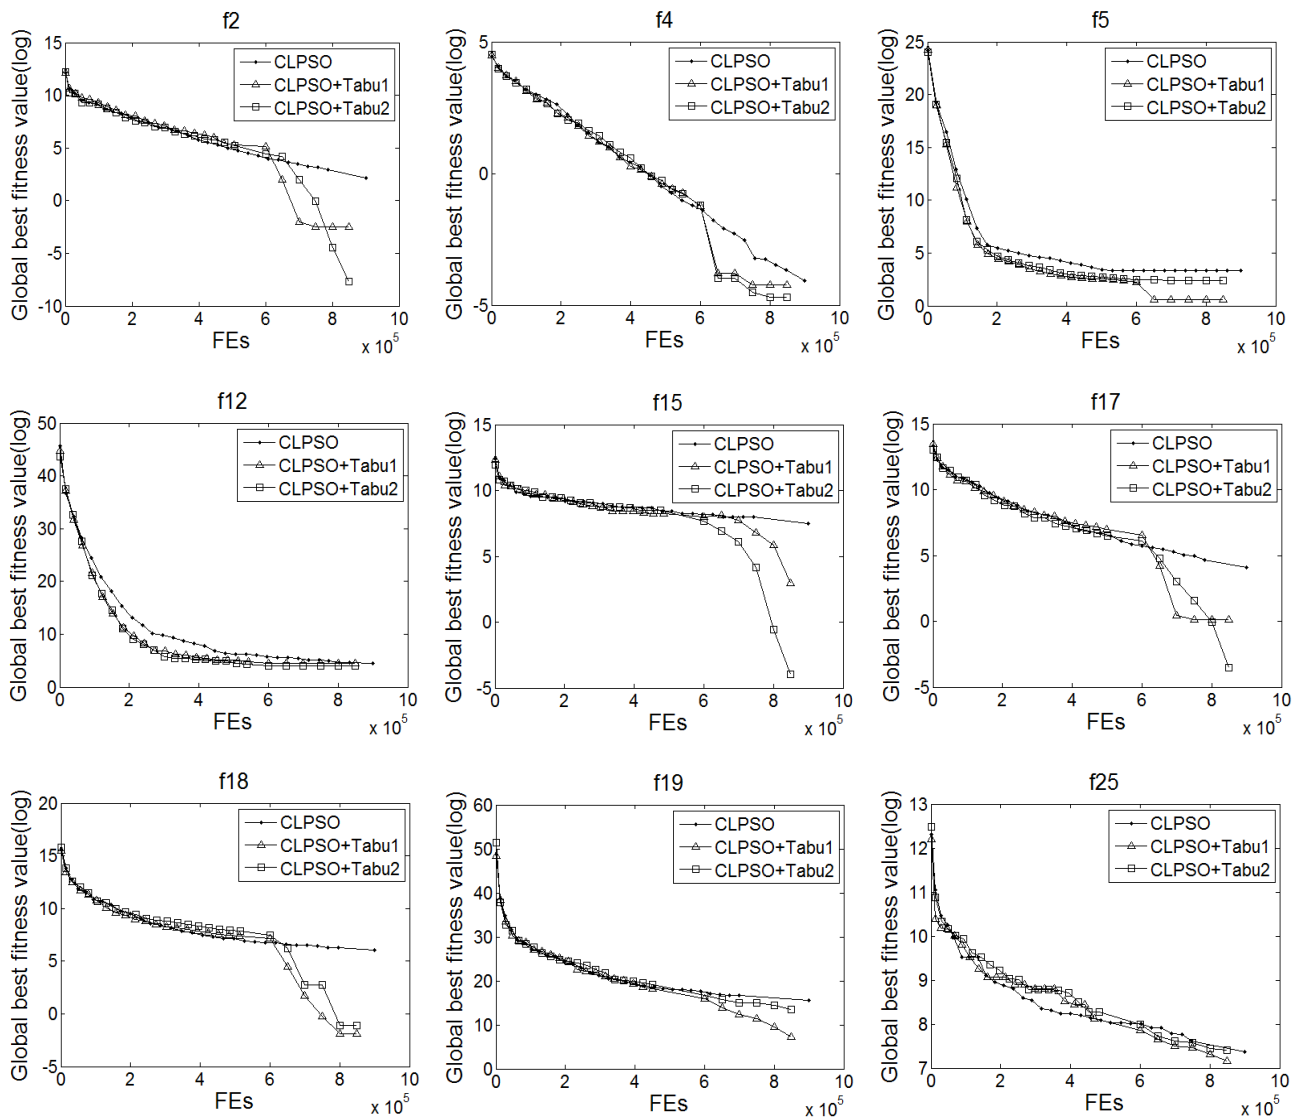 f2
Global best fitness value(log)
15
10
5
0
-5
-10
CLPSO
CLPSO+Tabu1
CLPSO+Tabu2
0 2 4 6 8 10
FEs
x 10^5
f4
Global best fitness value(log)
5
0
-5
CLPSO
CLPSO+Tabu1
CLPSO+Tabu2
0 2 4 6 8 10
FEs
x 10^5
f5
Global best fitness value(log)
25
20
15
10
5
0
CLPSO
CLPSO+Tabu1
CLPSO+Tabu2
0 2 4 6 8 10
FEs
x 10^5
f12
Global best fitness value(log)
50
40
30
20
10
0
CLPSO
CLPSO+Tabu1
CLPSO+Tabu2
0 2 4 6 8 10
FEs
x 10^5
f15
Global best fitness value(log)
15
10
5
0
-5
CLPSO
CLPSO+Tabu1
CLPSO+Tabu2
0 2 4 6 8 10
FEs
x 10^5
f17
Global best fitness value(log)
15
10
5
0
-5
CLPSO
CLPSO+Tabu1
CLPSO+Tabu2
0 2 4 6 8 10
FEs
x 10^5
f18
Global best fitness value(log)
20
15
10
5
0
-5
CLPSO
CLPSO+Tabu1
CLPSO+Tabu2
0 2 4 6 8 10
FEs
x 10^5
f19
Global best fitness value(log)
60
50
40
30
20
10
0
CLPSO
CLPSO+Tabu1
CLPSO+Tabu2
0 2 4 6 8 10
FEs
x 10^5
f25
Global best fitness value(log)
13
12
11
10
9
8
7
CLPSO
CLPSO+Tabu1
CLPSO+Tabu2
0 2 4 6 8 10
FEs
x 10^5